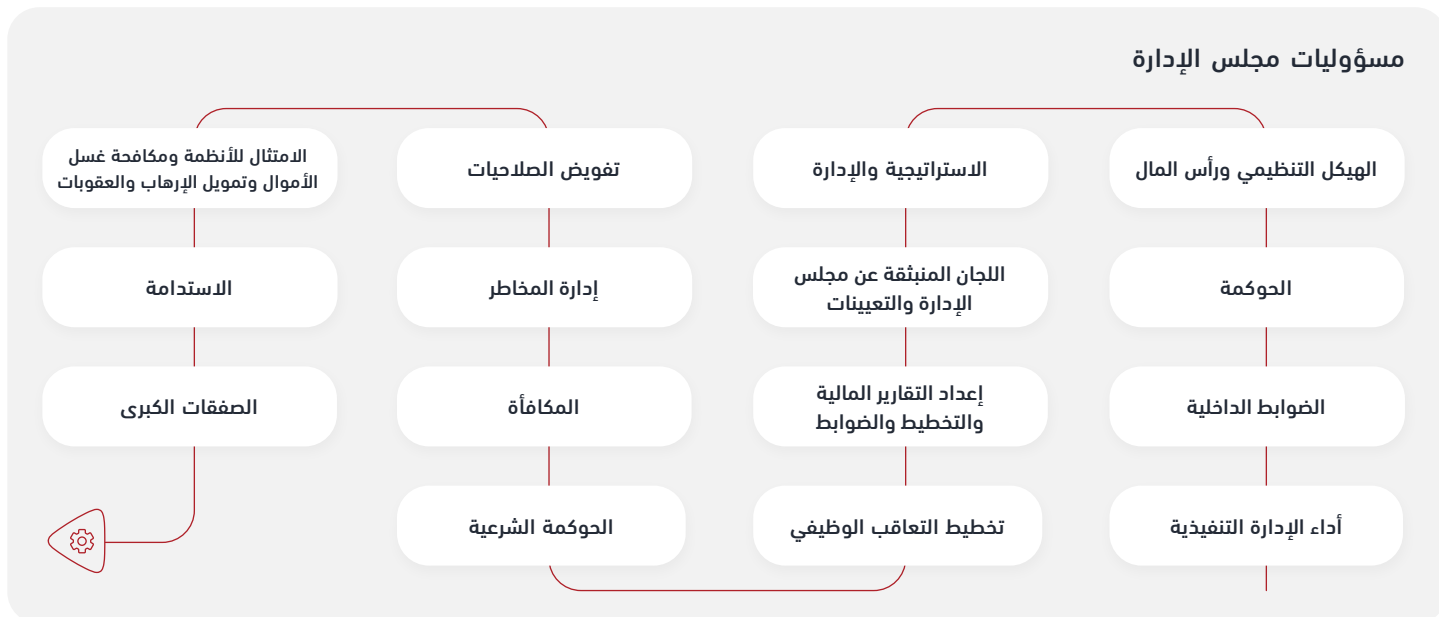 مسؤوليات مجلس الإدارة
الهيكل التنظيمي ورأس المال
الاستراتيجية والإدارة
تفويض الصلاحيات
الامتثال للأنظمة ومكافحة غسل
الأموال وتمويل الإرهاب والعقوبات
الحوكمة
اللجان المنبثقة عن مجلس
الإدارة والتعيينات
إدارة المخاطر
الاستدامة
الضوابط الداخلية
إعداد التقارير المالية
والتخطيط والضوابط
المكافأة
الصفقات الكبرى
أداء الإدارة التنفيذية
تخطيط التعاقب الوظيفي
الحوكمة الشرعية